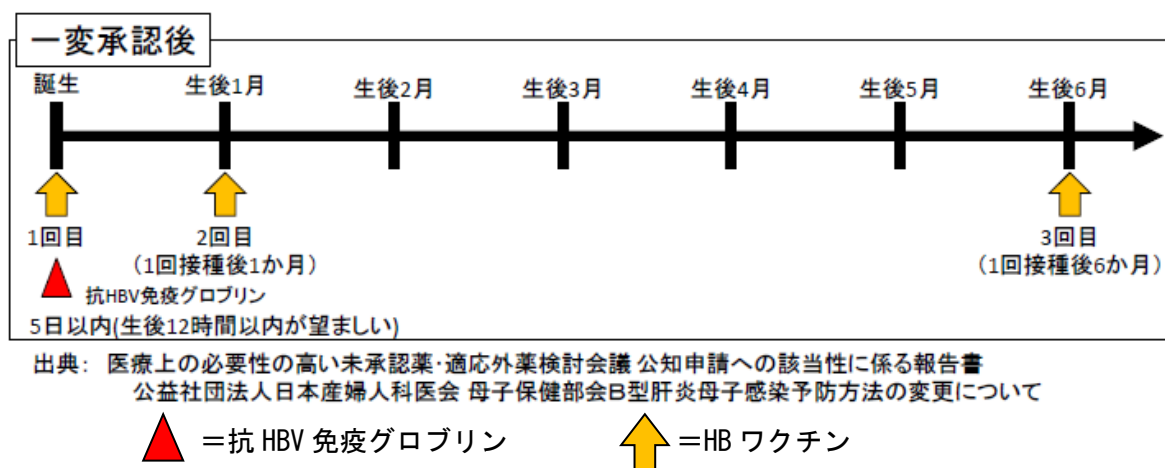 一変承認後
誕生 生後1月 生後2月 生後3月 生後4月 生後5月 生後6月
1回目 2回目 3回目
(1回接種後1か月) (1回接種後6か月)
抗HBV免疫グロブリン
5日以内(生後12時間以内が望ましい)
出典: 医療上の必要性の高い未承認薬・適応外薬検討会議 公知申請への該当性に係る報告書
公益社団法人日本産婦人科医会 母子保健部会B型肝炎母子感染予防方法の変更について
=抗 HBV 免疫グロブリン =HB ワクチン